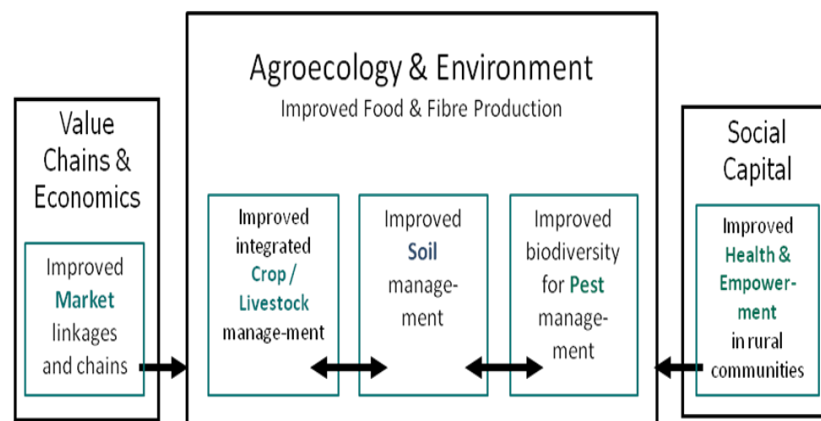 Agroecology & Environment
Improved Food & Fibre Production
Value
Chains &
Economics
Improved
Market
linkages
and chains
Improved
integrated
Crop /
Livestock
manage-ment
Improved
Soil
manage-
ment
Improved
biodiversity
for Pest
manage-
ment
Social
Capital
Improved
Health &
Empower-
ment
in rural
communities